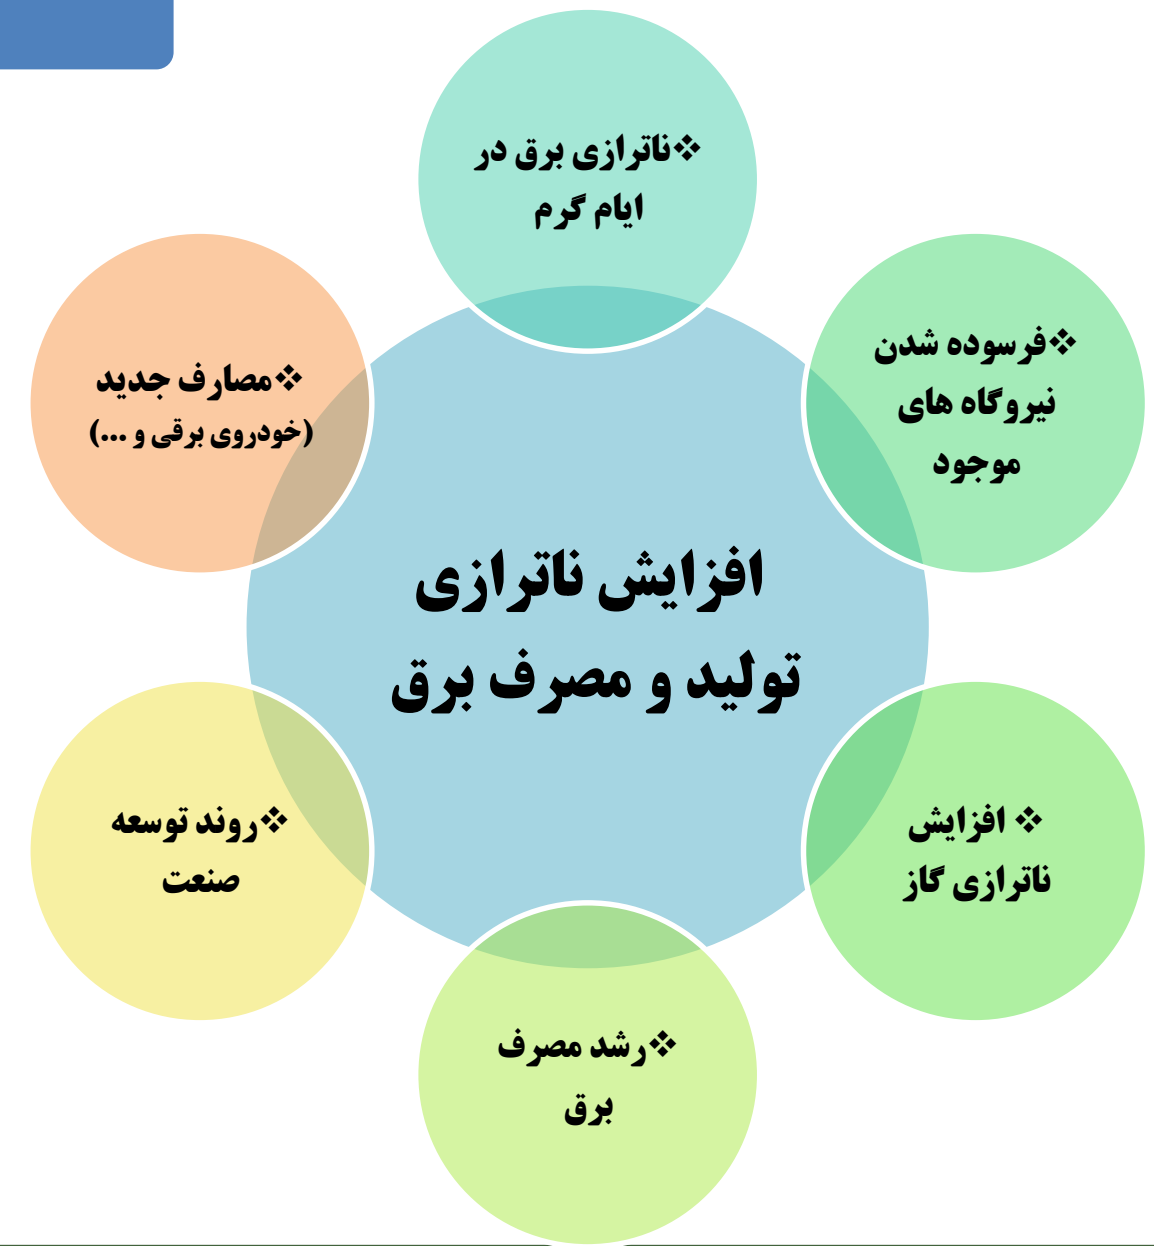 ❖ناترازی برق در
ایام گرم
❖فرسوده شدن
نیروگاه های
موجود
❖مصارف جدید
(خودروی برقی و ...)
افزایش ناترازی
تولید و مصرف برق
❖ افزایش
ناترازی گاز
❖روند توسعه
صنعت
❖رشد مصرف
برق